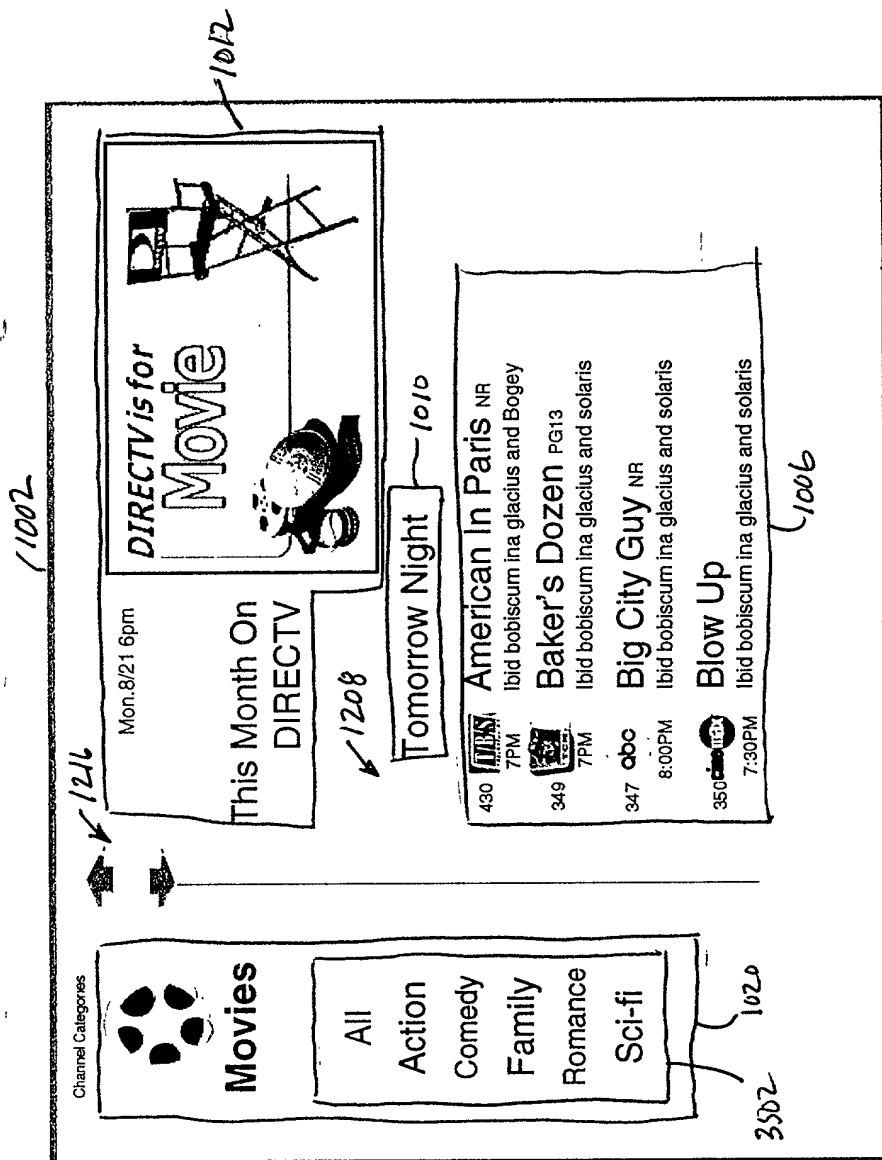 1002
1012
1216
Channel Categories
Movies
All
Action
Comedy
Family
Romance
Sci-fi
3502
1020
Mon.8/21 6pm
This Month On
DIRECTV
DIRECTV is for
Movie
1208
Tomorrow Night
1010
430 American In Paris NR
7PM Ibid bobiscum ina glacius and Bogey
349 TCM Baker's Dozen PG13
7PM Ibid bobiscum ina glacius and solaris
347 abc Big City Guy NR
8:00PM Ibid bobiscum ina glacius and solaris
350 cinemax Blow Up
7:30PM Ibid bobiscum ina glacius and solaris
1006